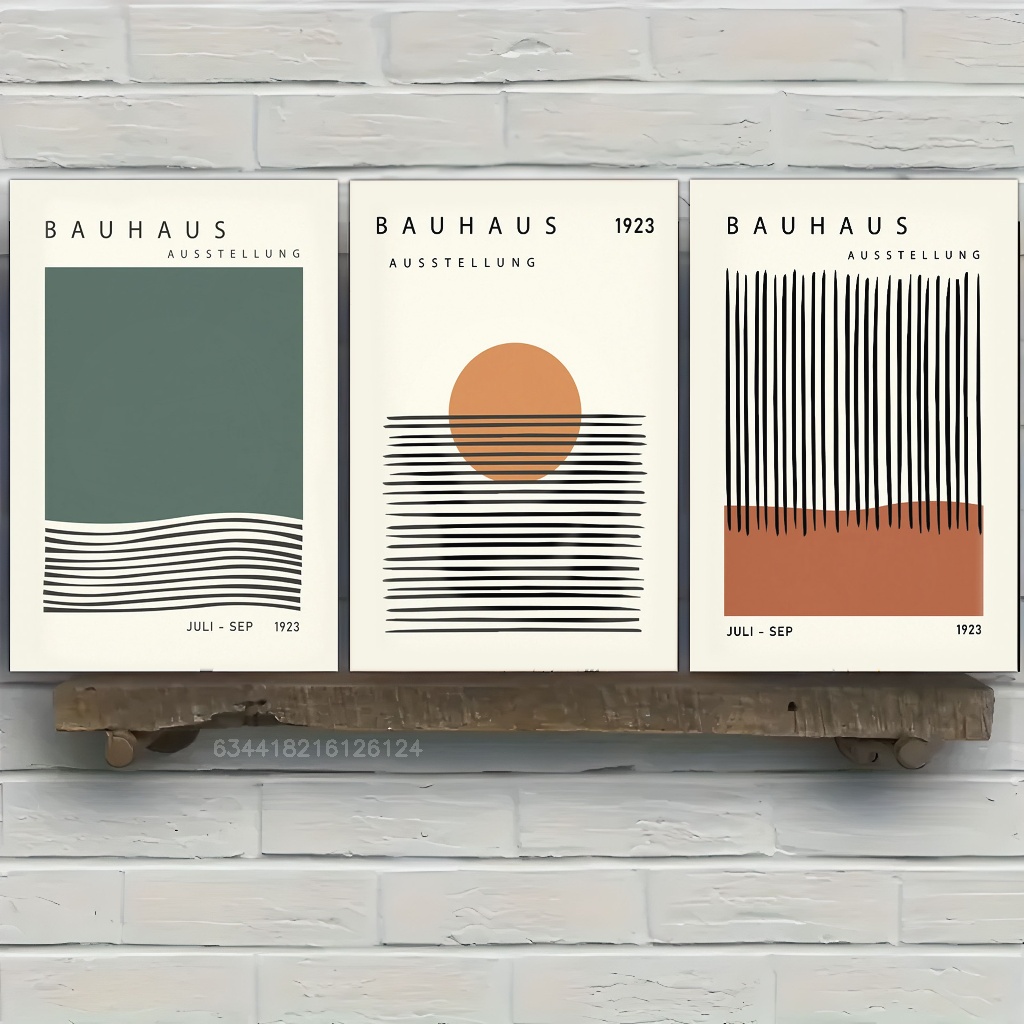 BAUHAUS
AUSSTELLUNG
JULI - SEP 1923
BAUHAUS 1923
AUSSTELLUNG
BAUHAUS
AUSSTELLUNG
JULI - SEP 1923
634418216126124